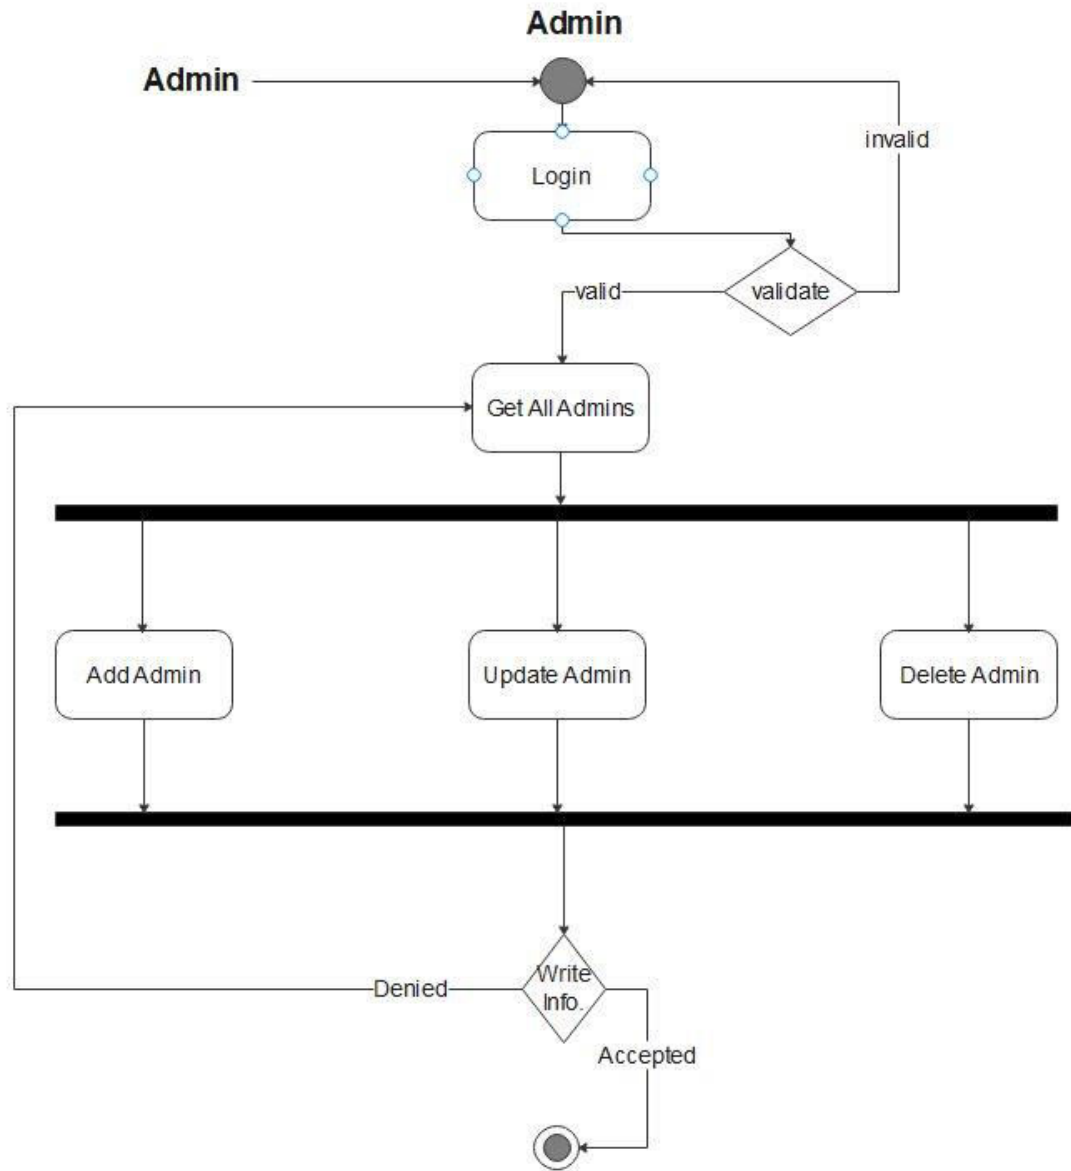 Admin
Admin
invalid
Login
validate
valid
Get All Admins
Add Admin
Update Admin
Delete Admin
Write
Info.
Denied
Accepted